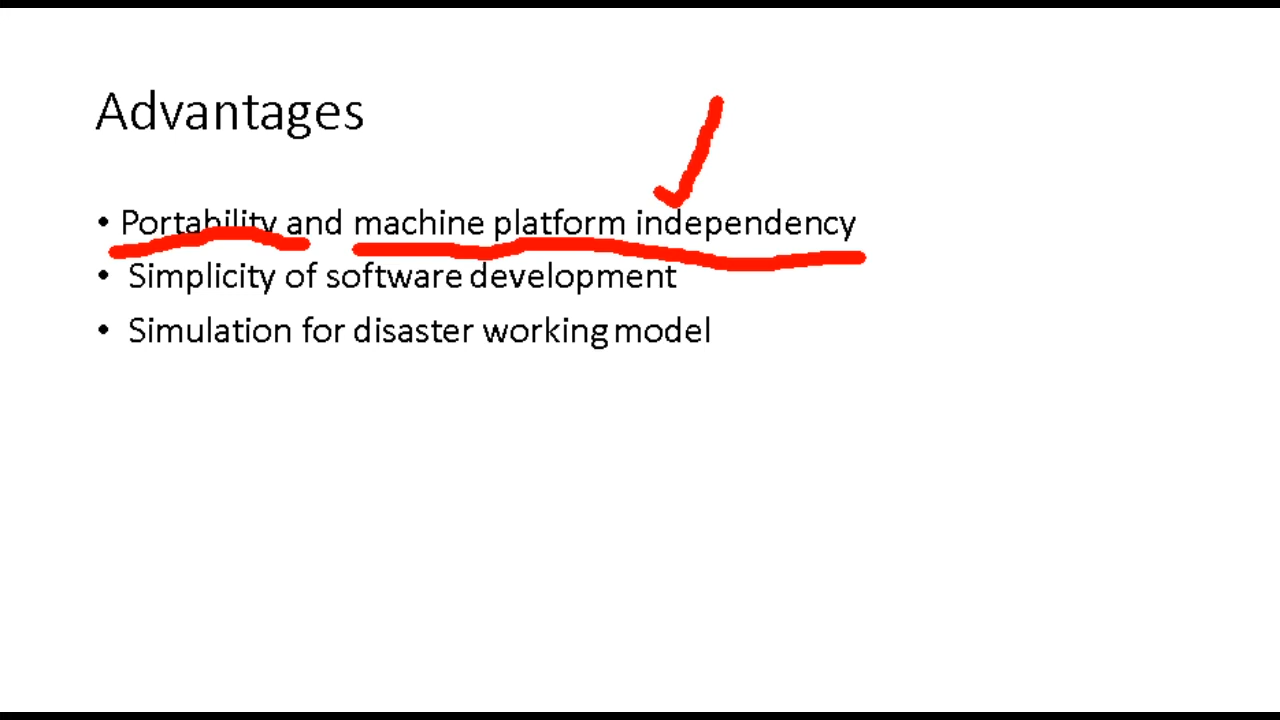 Advantages
• Portability and machine platform independency
• Simplicity of software development
• Simulation for disaster working model